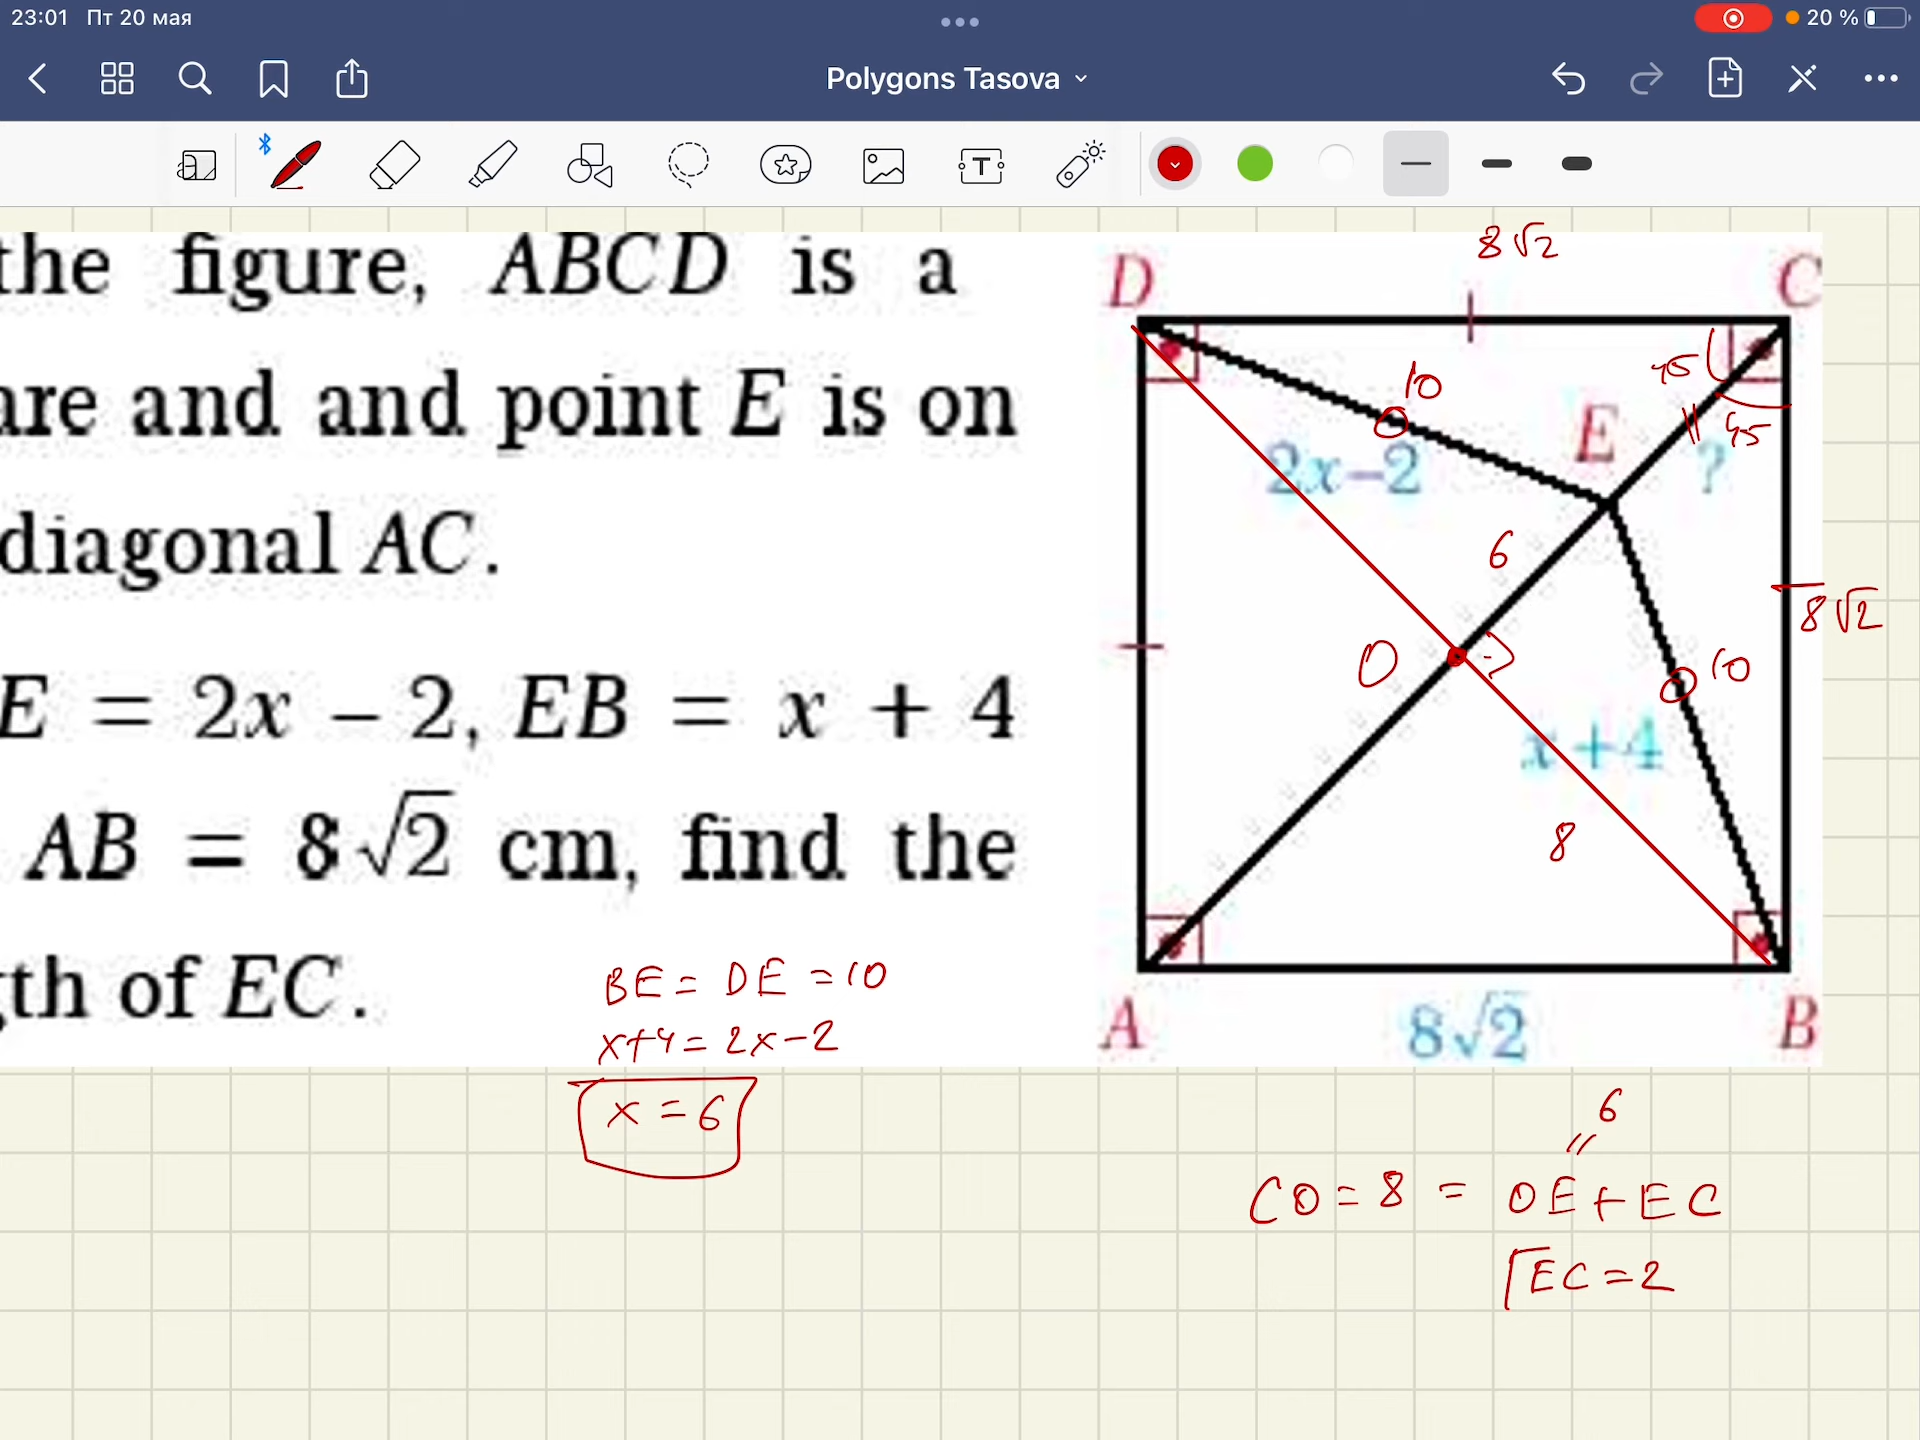 23:01 Пт 20 мая
20 %
Polygons Tasova
the figure, ABCD is a
are and and point E is on
diagonal AC.
E = 2x – 2, EB = x + 4
AB = 8√2 cm, find the
gth of EC.
BE = DE = 10
x+4 = 2x-2
x = 6
8√2
D
C
10
45
45
E
2x-2
?
6
8√2
O
10
x+4
8
A
8√2
B
6
CO = 8 = OE + EC
EC = 2